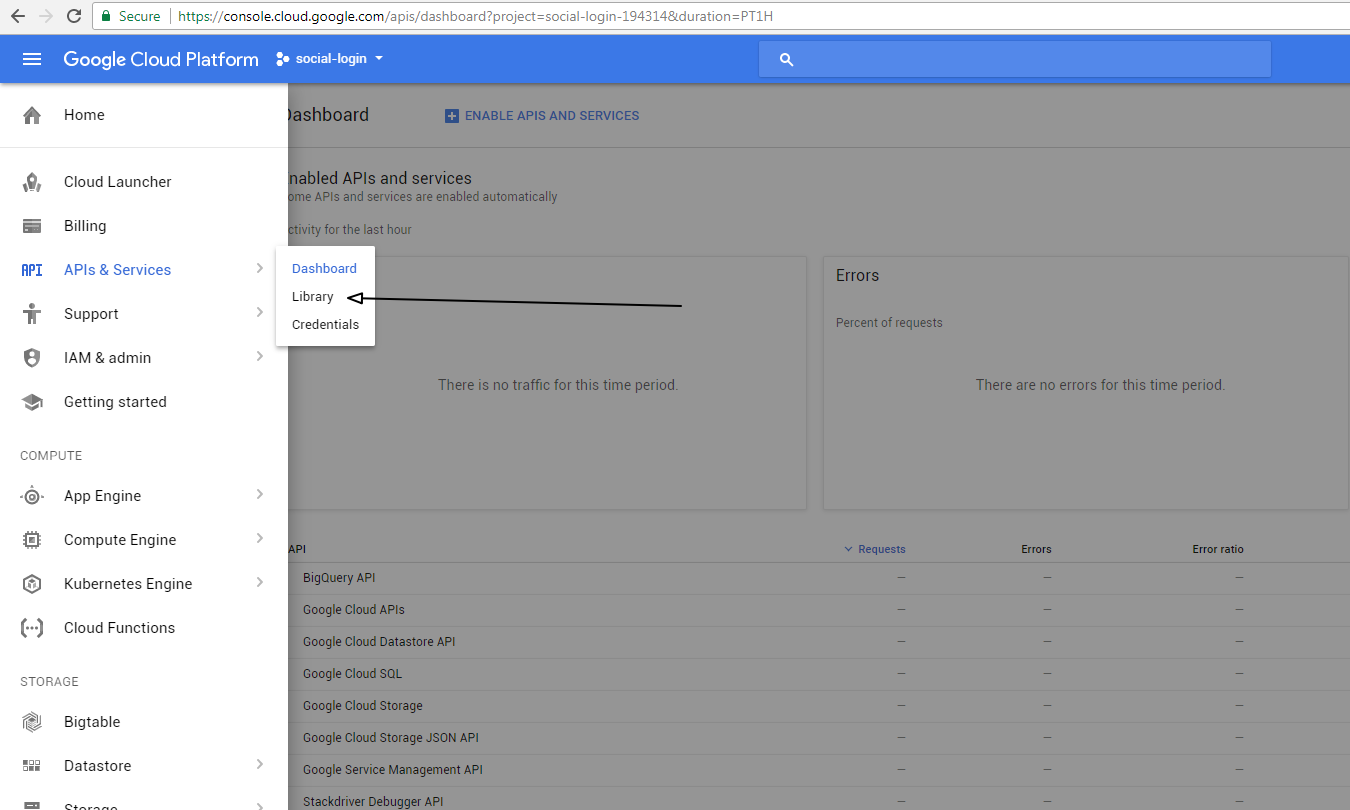 Secure https://console.cloud.google.com/apis/dashboard?project=social-login-194314&duration=PT1H
Google Cloud Platform social-login
Home
Cloud Launcher
Billing
API APIs & Services
Support
IAM & admin
Getting started
COMPUTE
App Engine
Compute Engine
Kubernetes Engine
Cloud Functions
STORAGE
Bigtable
Datastore
Storage
Dashboard
Library
Credentials
Dashboard ENABLE APIS AND SERVICES
nabled APIs and services
ome APIs and services are enabled automatically
ctivity for the last hour
There is no traffic for this time period.
Errors
Percent of requests
There are no errors for this time period.
API Requests Errors Error ratio
BigQuery API — — —
Google Cloud APIs — — —
Google Cloud Datastore API — — —
Google Cloud SQL — — —
Google Cloud Storage — — —
Google Cloud Storage JSON API — — —
Google Service Management API — — —
Stackdriver Debugger API — — —